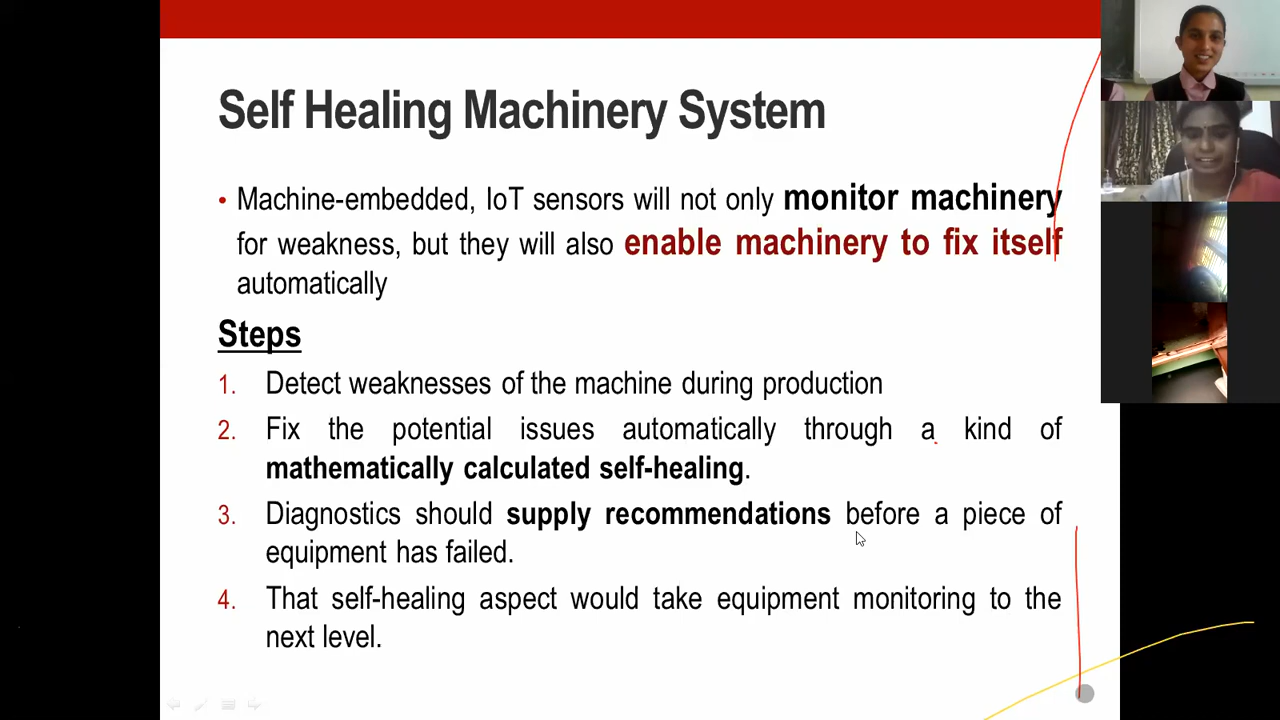 Self Healing Machinery System
• Machine-embedded, IoT sensors will not only monitor machinery
for weakness, but they will also enable machinery to fix itself
automatically
Steps
1. Detect weaknesses of the machine during production
2. Fix the potential issues automatically through a kind of
mathematically calculated self-healing.
3. Diagnostics should supply recommendations before a piece of
equipment has failed.
4. That self-healing aspect would take equipment monitoring to the
next level.